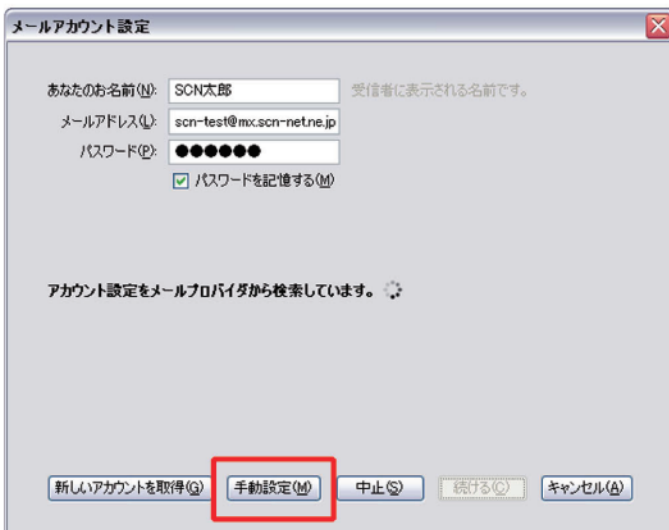 メールアカウント設定
あなたのお名前(N): SCN太郎 受信者に表示される名前です。
メールアドレス(L): scn-test@mx.scn-net.ne.jp
パスワード(P): ●●●●●●
パスワードを記憶する(M)
アカウント設定をメールプロバイダから検索しています。
新しいアカウントを取得(G) 手動設定(M) 中止(S) 続ける(C) キャンセル(A)